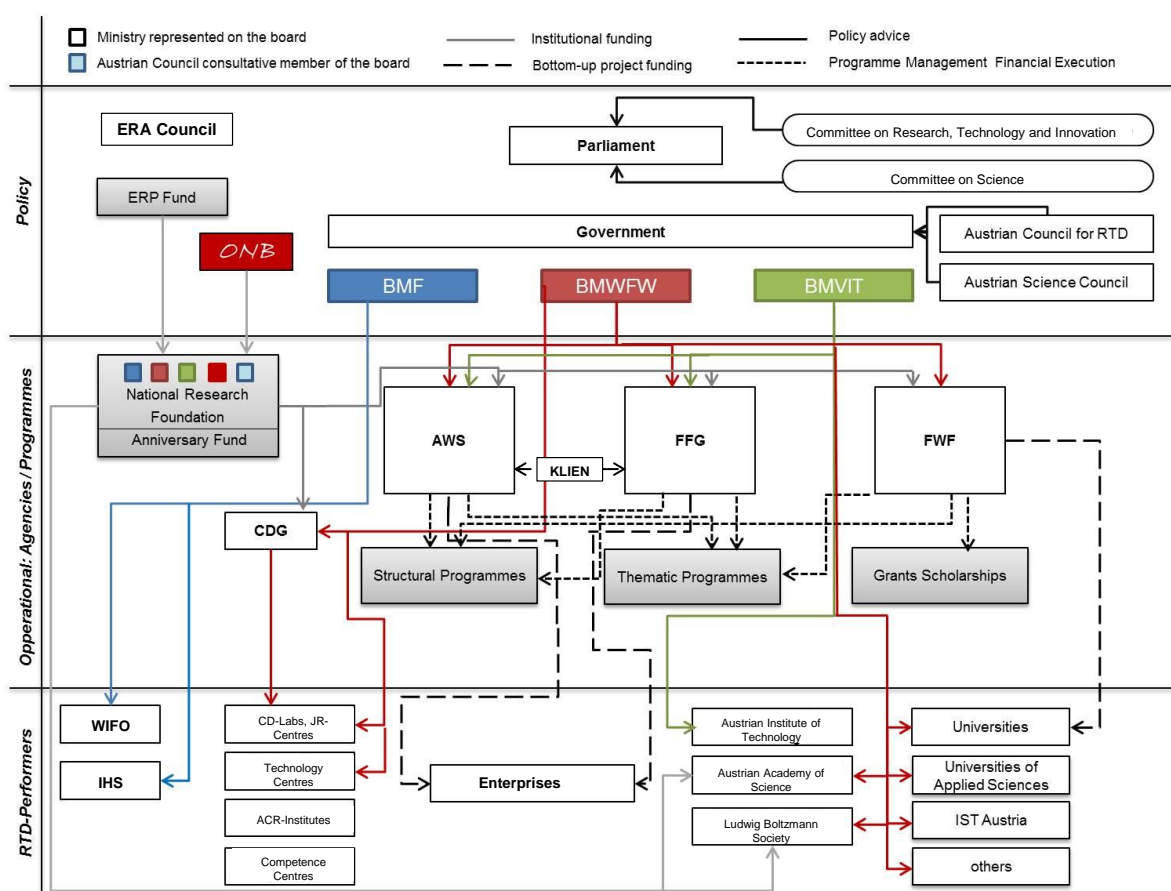 Ministry represented on the board
Institutional funding
Policy advice
Austrian Council consultative member of the board
Bottom-up project funding
Programme Management Financial Execution
Policy
ERA Council
Parliament
Committee on Research, Technology and Innovation
Committee on Science
ERP Fund
Government
Austrian Council for RTD
ONB
Austrian Science Council
BMF
BMWFW
BMVIT
Opperational: Agencies / Programmes
National Research
Foundation
Anniversary Fund
AWS
FFG
FWF
KLIEN
CDG
Structural Programmes
Thematic Programmes
Grants Scholarships
RTD-Performers
WIFO
CD-Labs, JR-
Centres
Austrian Institute of
Technology
Universities
IHS
Technology
Centres
Enterprises
Austrian Academy of
Science
Universities of
Applied Sciences
ACR-Institutes
Ludwig Boltzmann
Society
IST Austria
Competence
Centres
others